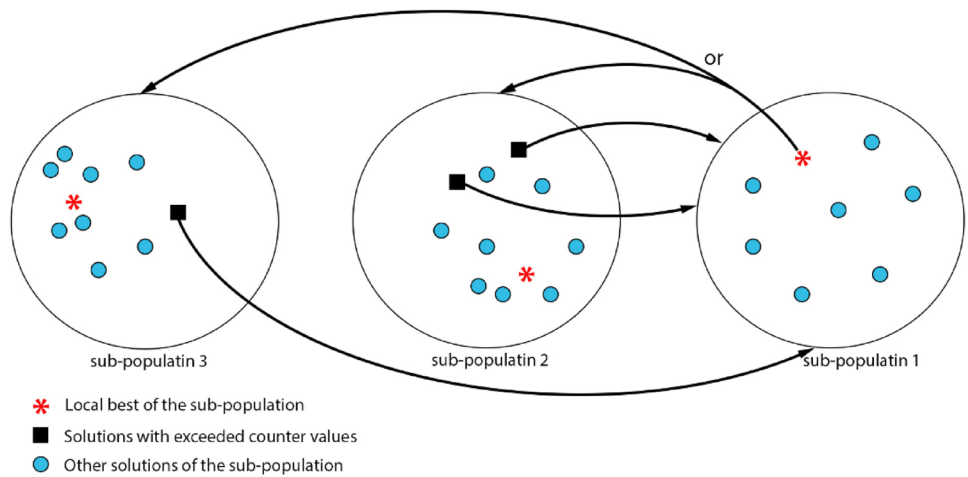 or
sub-populatin 3
sub-populatin 2
sub-populatin 1
Local best of the sub-population
Solutions with exceeded counter values
Other solutions of the sub-population